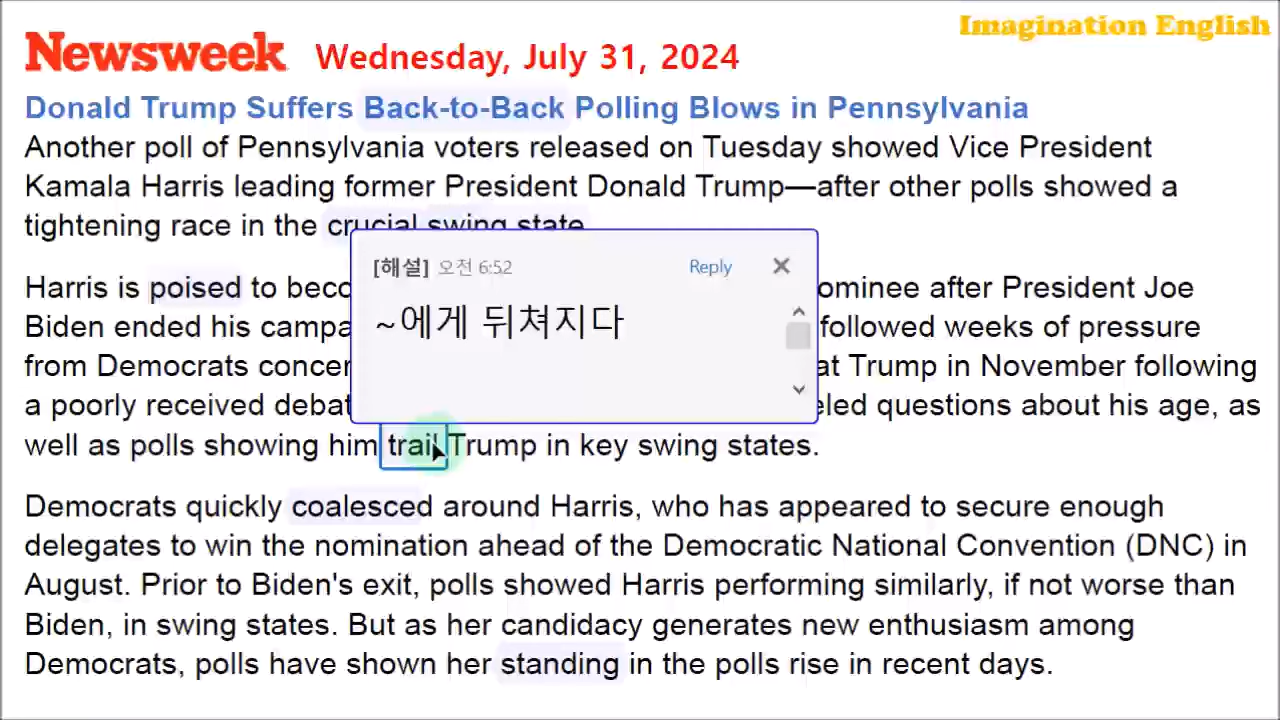 Imagination English
Newsweek Wednesday, July 31, 2024
Donald Trump Suffers Back-to-Back Polling Blows in Pennsylvania
Another poll of Pennsylvania voters released on Tuesday showed Vice President
Kamala Harris leading former President Donald Trump—after other polls showed a
tightening race in the crucial swing state.
[해설] 오전 6:52 Reply
~에게 뒤쳐지다
Harris is poised to ominee after President Joe
Biden ended his followed weeks of pressure
from Democrats at Trump in November following
a poorly received questions about his age, as
well as polls showing him trail Trump in key swing states.
Democrats quickly coalesced around Harris, who has appeared to secure enough
delegates to win the nomination ahead of the Democratic National Convention (DNC) in
August. Prior to Biden's exit, polls showed Harris performing similarly, if not worse than
Biden, in swing states. But as her candidacy generates new enthusiasm among
Democrats, polls have shown her standing in the polls rise in recent days.